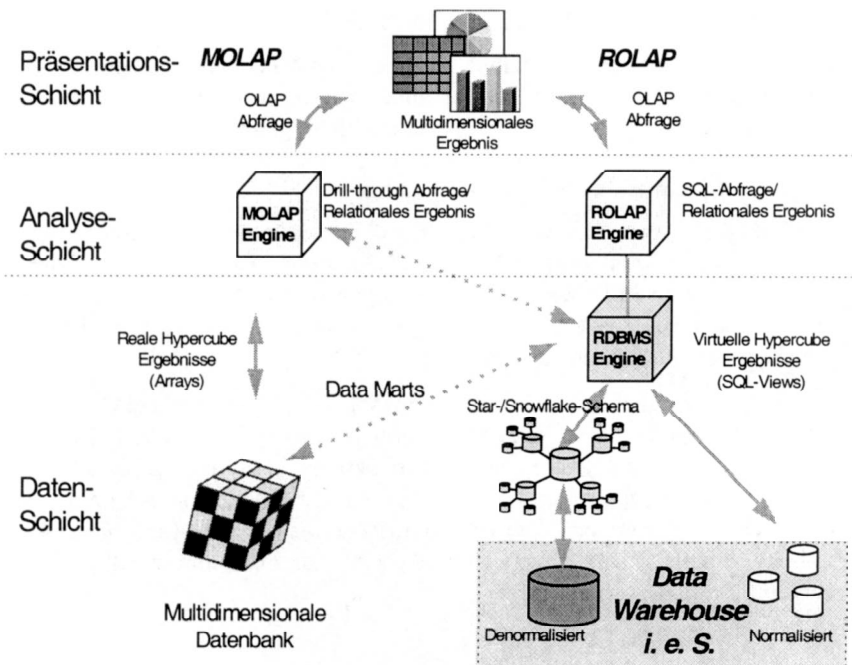 Präsentations-
Schicht
MOLAP
ROLAP
OLAP
Abfrage
Multidimensionales
Ergebnis
OLAP
Abfrage
Analyse-
Schicht
MOLAP
Engine
Drill-through Abfrage/
Relationales Ergebnis
ROLAP
Engine
SQL-Abfrage/
Relationales Ergebnis
Reale Hypercube
Ergebnisse
(Arrays)
RDBMS
Engine
Virtuelle Hypercube
Ergebnisse
(SQL-Views)
Data Marts
Star-/Snowflake-Schema
Daten-
Schicht
Multidimensionale
Datenbank
Denormalisiert
Data
Warehouse
i. e. S.
Normalisiert